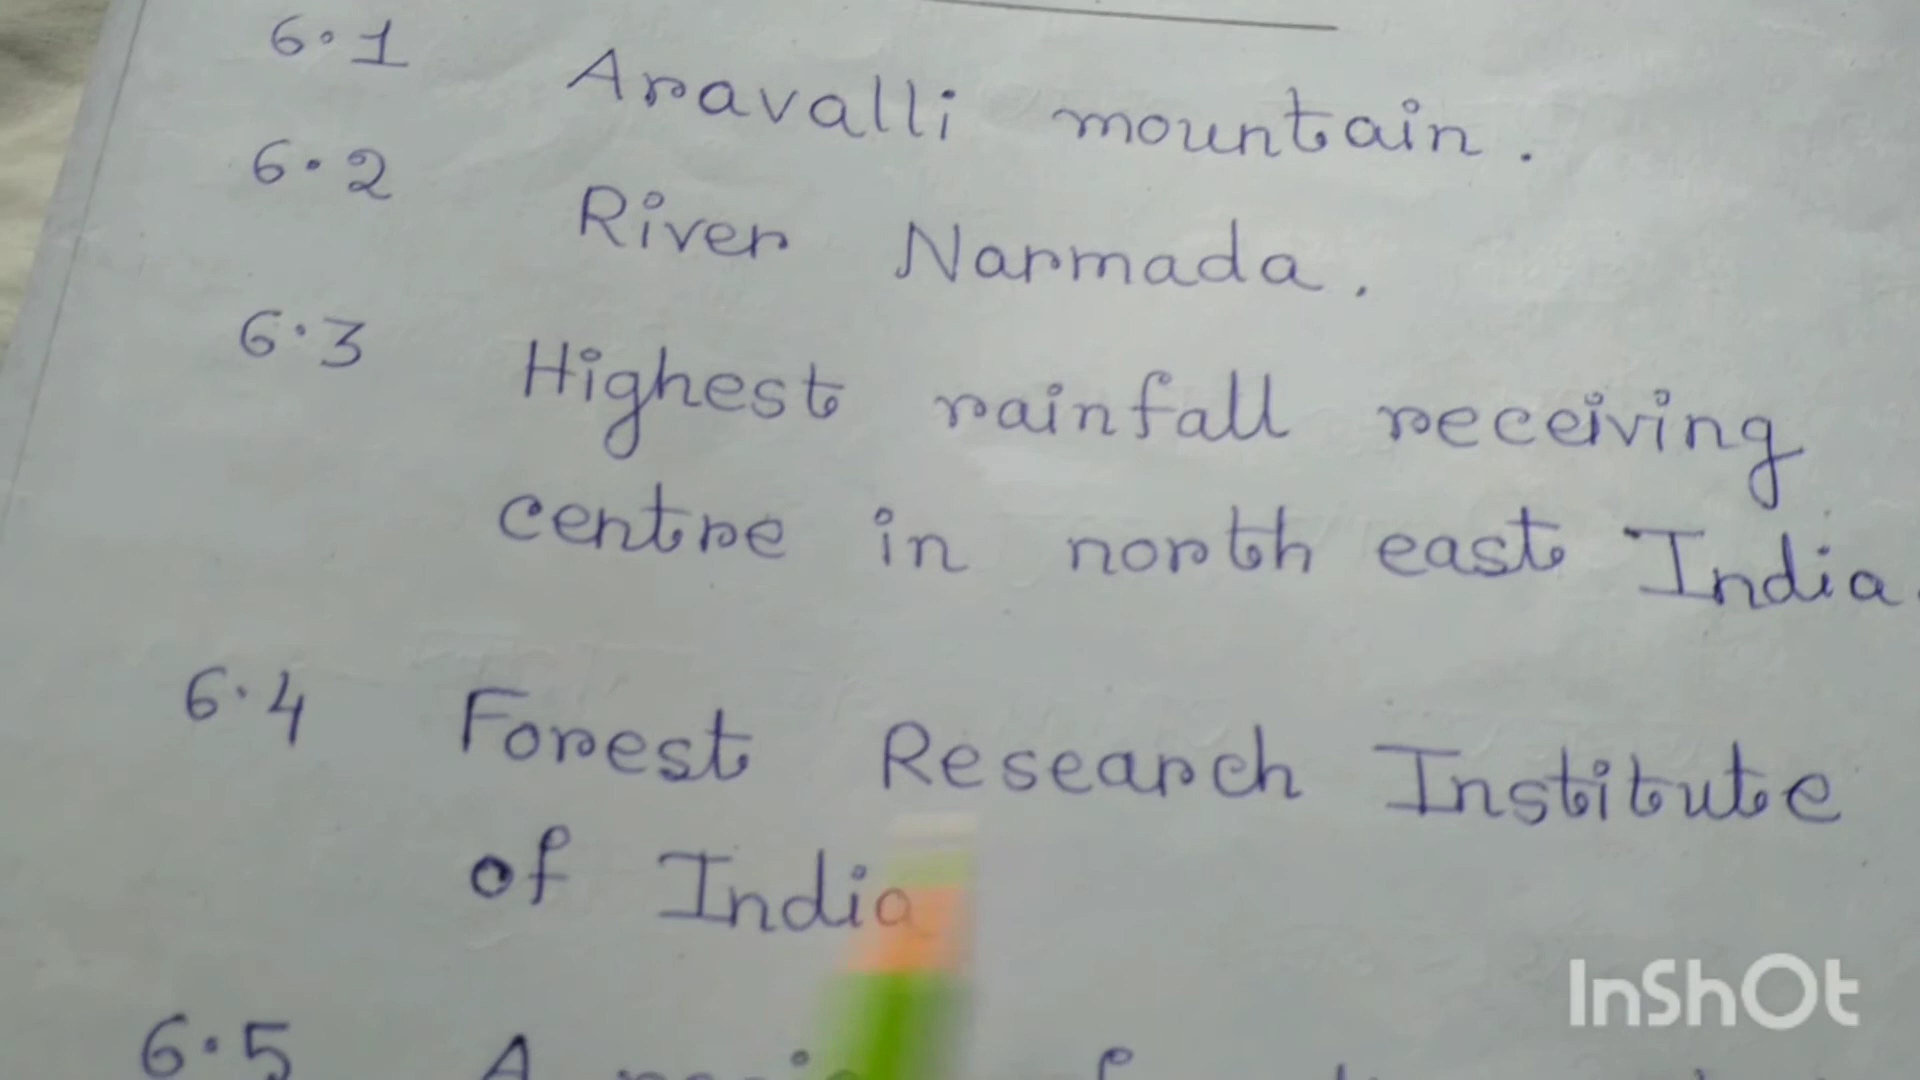 6.1 Aravalli mountain.
6.2 River Narmada.
6.3 Highest rainfall receiving
centre in north east India.
6.4 Forest Research Institute
of India
6.5 A
InShOt